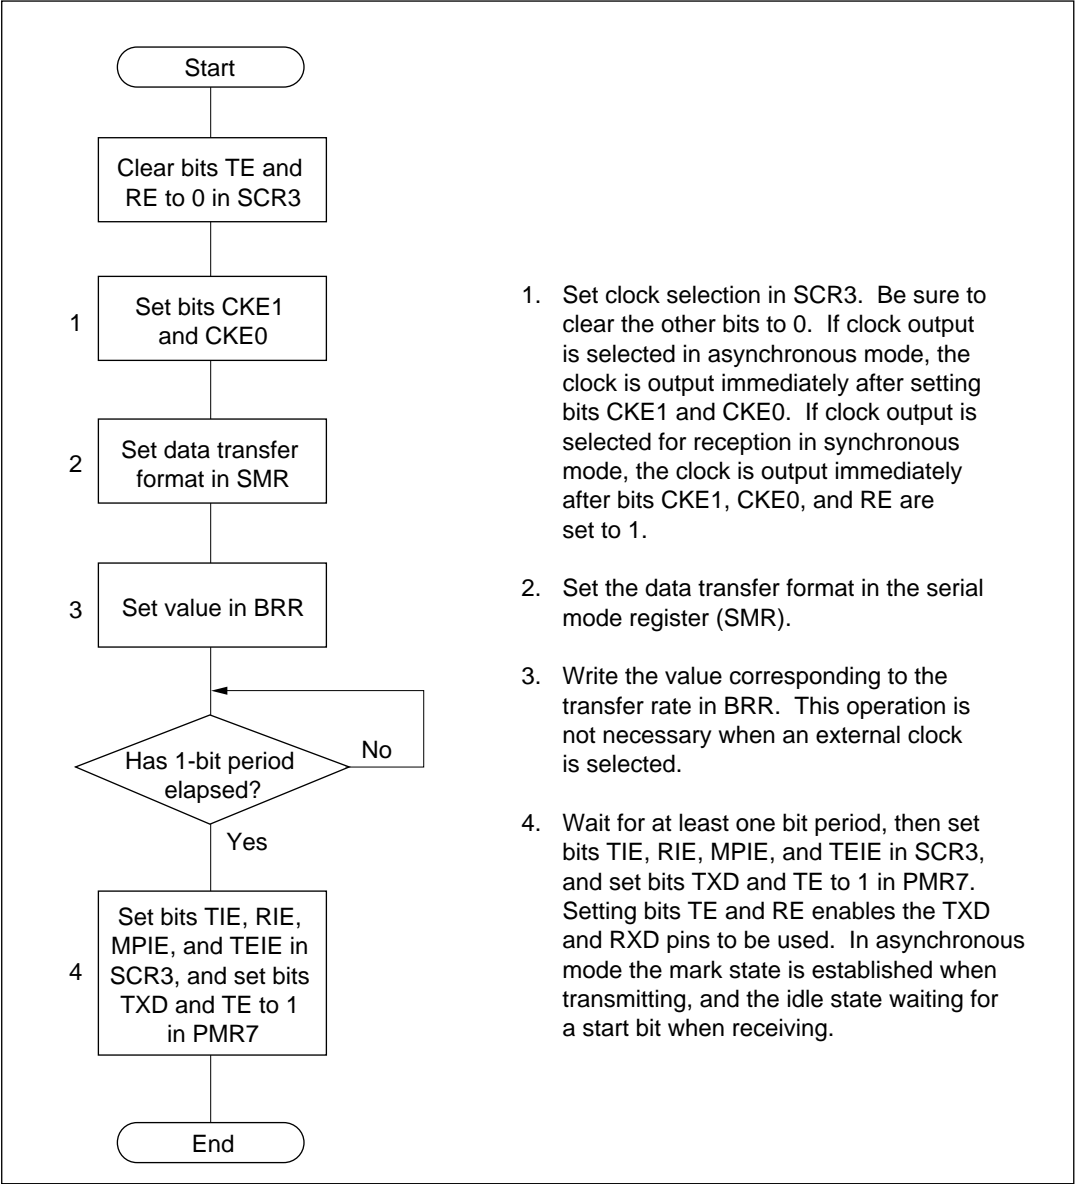 Start
Clear bits TE and
RE to 0 in SCR3
1
Set bits CKE1
and CKE0
2
Set data transfer
format in SMR
3
Set value in BRR
Has 1-bit period
elapsed?
No
Yes
4
Set bits TIE, RIE,
MPIE, and TEIE in
SCR3, and set bits
TXD and TE to 1
in PMR7
End
1. Set clock selection in SCR3. Be sure to
clear the other bits to 0. If clock output
is selected in asynchronous mode, the
clock is output immediately after setting
bits CKE1 and CKE0. If clock output is
selected for reception in synchronous
mode, the clock is output immediately
after bits CKE1, CKE0, and RE are
set to 1.
2. Set the data transfer format in the serial
mode register (SMR).
3. Write the value corresponding to the
transfer rate in BRR. This operation is
not necessary when an external clock
is selected.
4. Wait for at least one bit period, then set
bits TIE, RIE, MPIE, and TEIE in SCR3,
and set bits TXD and TE to 1 in PMR7.
Setting bits TE and RE enables the TXD
and RXD pins to be used. In asynchronous
mode the mark state is established when
transmitting, and the idle state waiting for
a start bit when receiving.